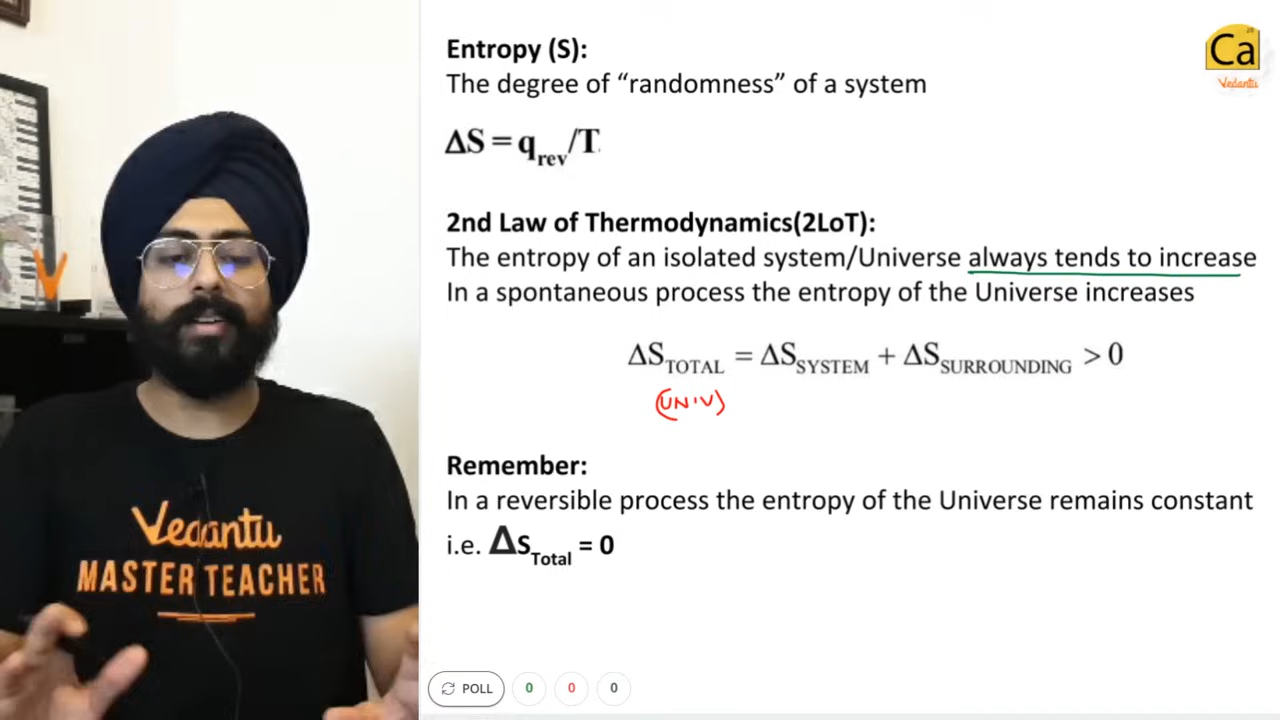 Entropy (S):
The degree of “randomness” of a system
ΔS = q_rev/T
2nd Law of Thermodynamics(2LoT):
The entropy of an isolated system/Universe always tends to increase
In a spontaneous process the entropy of the Universe increases
ΔS_TOTAL = ΔS_SYSTEM + ΔS_SURROUNDING > 0
(UNIV)
Remember:
In a reversible process the entropy of the Universe remains constant
i.e. ΔS_Total = 0
POLL 0 0 0
20
Ca
Vedantu
V
Vedantu
MASTER TEACHER